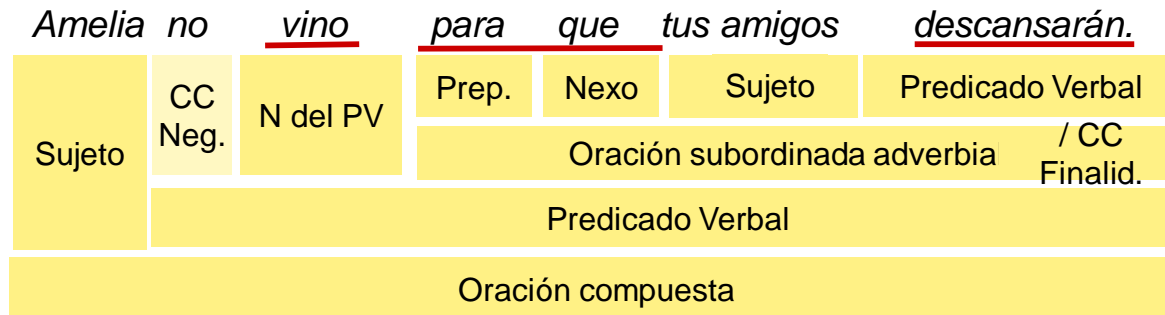 Amelia no vino para que tus amigos descansarán.
Prep. Nexo Sujeto Predicado Verbal
CC
Neg.
N del PV
Sujeto
Oración subordinada adverbial
/ CC
Finalid.
Predicado Verbal
Oración compuesta